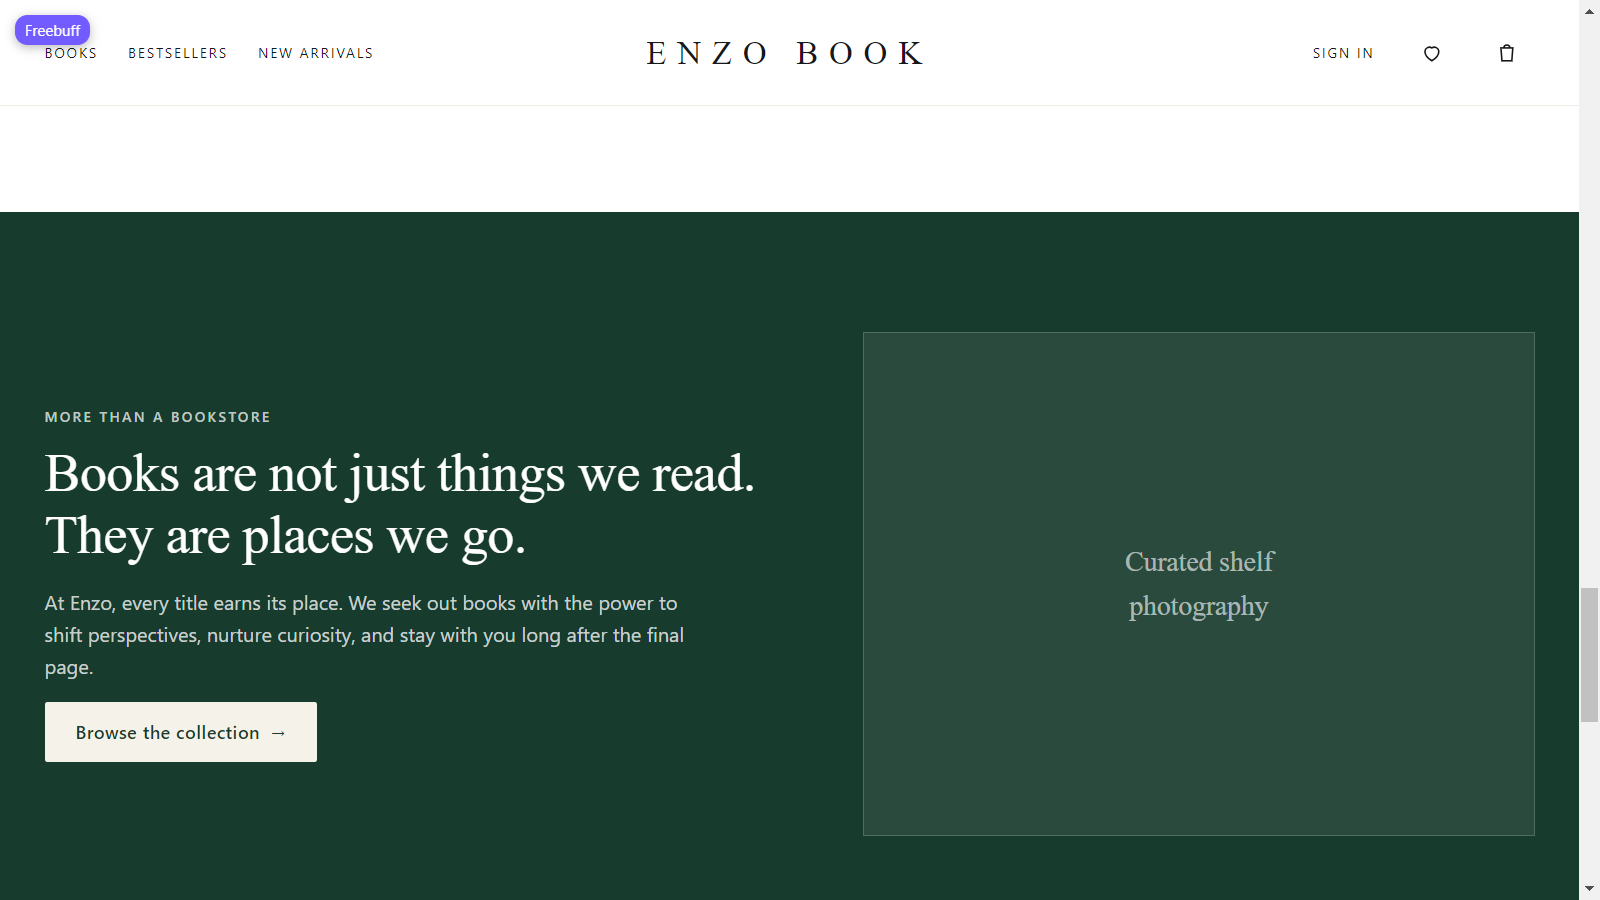 Freebuff
BOOKS BESTSELLERS NEW ARRIVALS
ENZO BOOK
SIGN IN
MORE THAN A BOOKSTORE
Books are not just things we read.
They are places we go.
At Enzo, every title earns its place. We seek out books with the power to
shift perspectives, nurture curiosity, and stay with you long after the final
page.
Browse the collection →
Curated shelf
photography